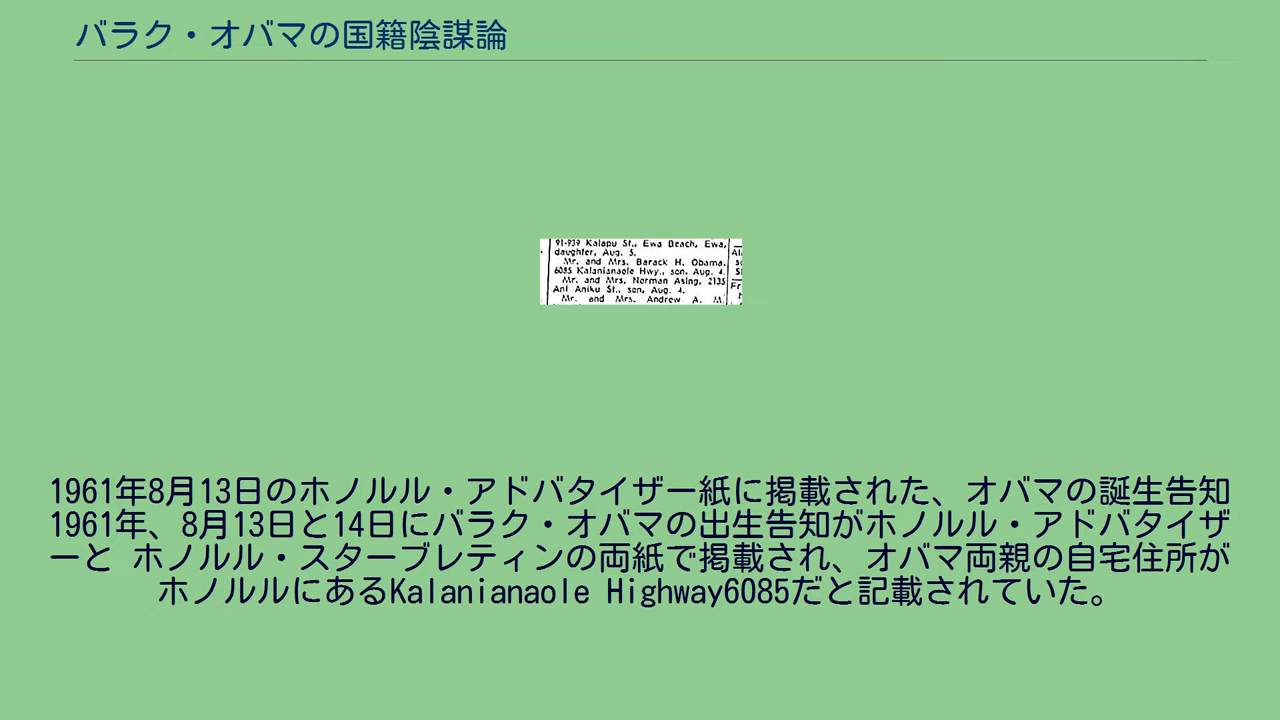 バラク・オバマの国籍陰謀論
91-939 Kalapu St., Ewa Beach, Ewa,
daughter, Aug. 5.
Mr. and Mrs. Barack H. Obama,
6085 Kalanianaole Hwy., son, Aug. 4.
Mr. and Mrs. Norman Asing, 2135
Ani Aniku St., son, Aug. 4.
Mr. and Mrs. Andrew A. M.
1961年8月13日のホノルル・アドバタイザー紙に掲載された、オバマの誕生告知
1961年、8月13日と14日にバラク・オバマの出生告知がホノルル・アドバタイザ
ーと ホノルル・スターブレティンの両紙で掲載され、オバマ両親の自宅住所が
ホノルルにあるKalanianaole Highway6085だと記載されていた。